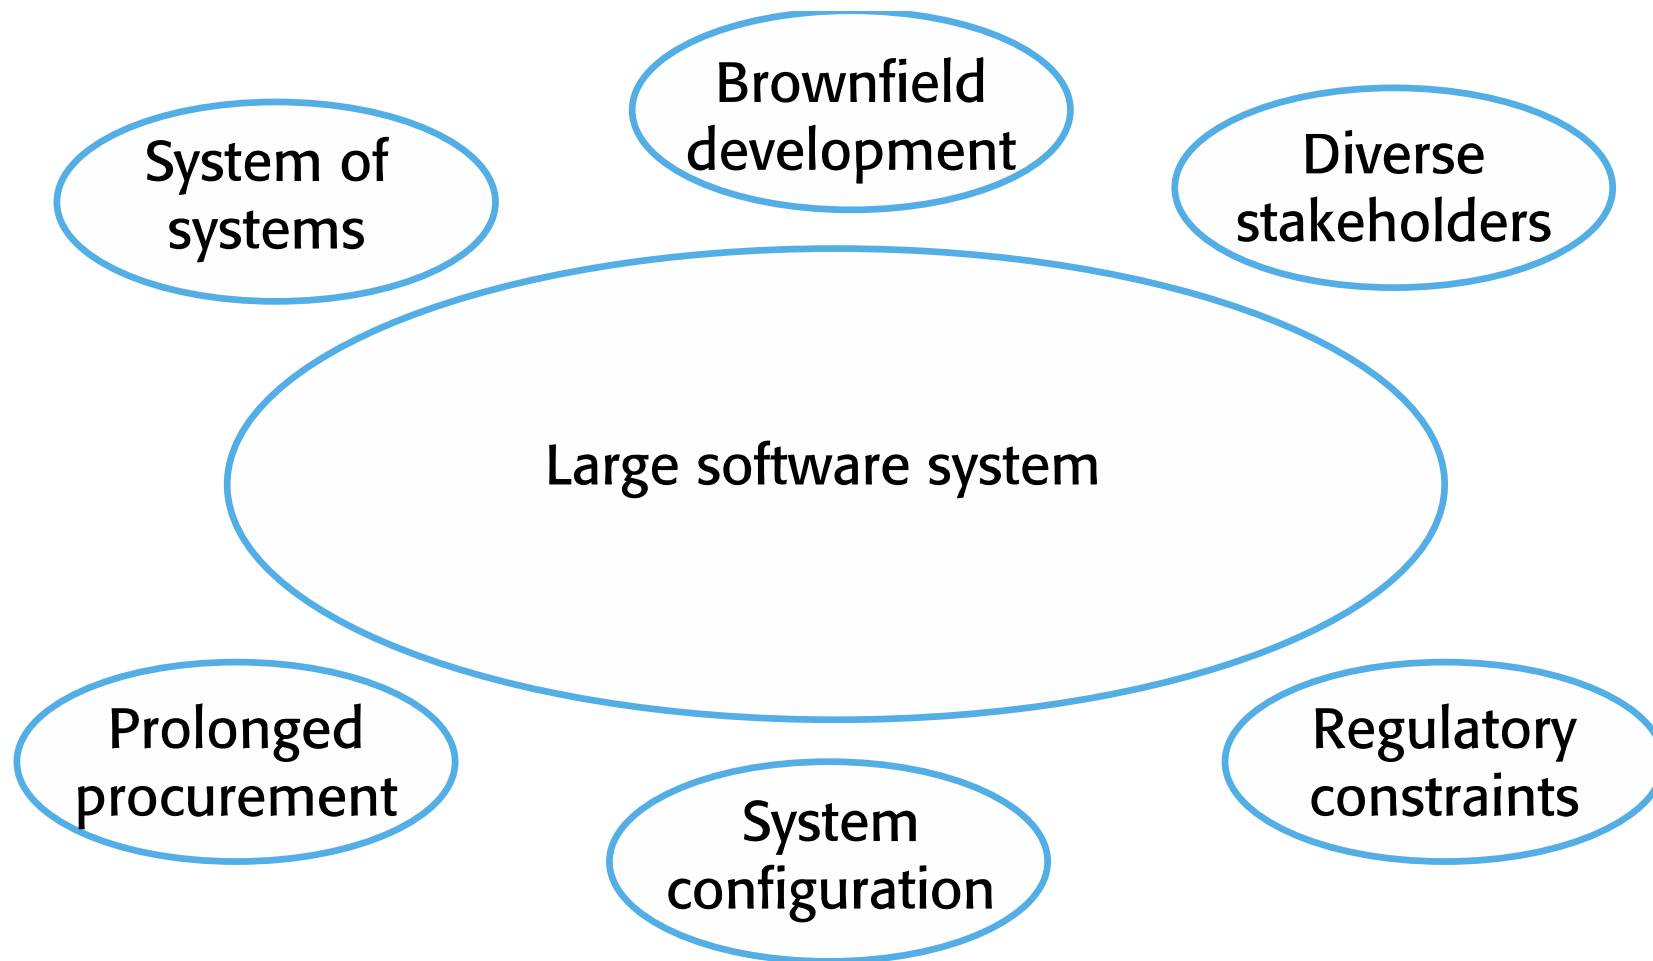 Brownfield
development
System of
systems
Diverse
stakeholders
Large software system
Prolonged
procurement
System
configuration
Regulatory
constraints